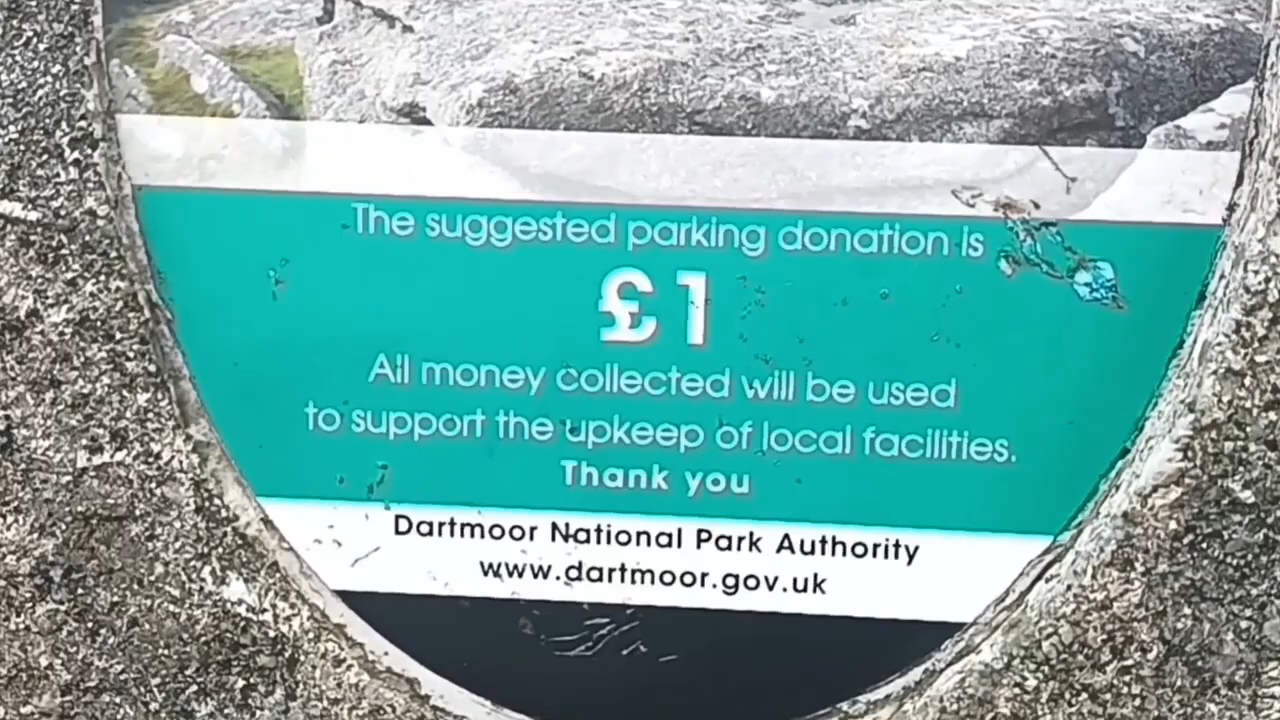 The suggested parking donation is
£1
All money collected will be used
to support the upkeep of local facilities.
Thank you
Dartmoor National Park Authority
www.dartmoor.gov.uk